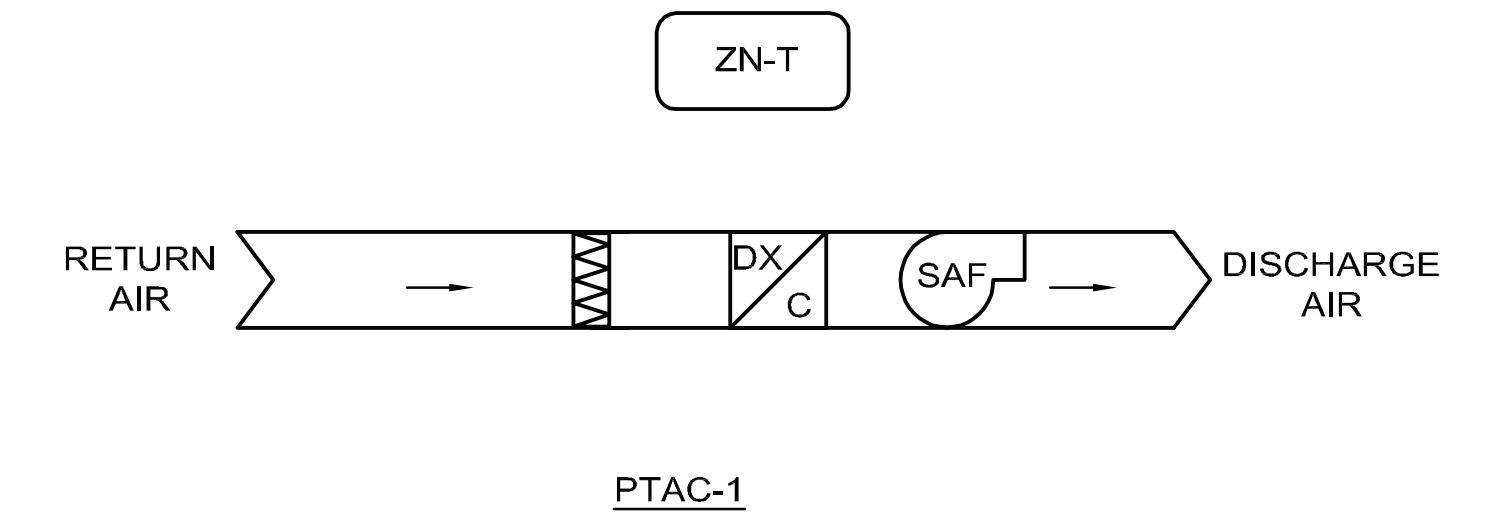 ZN-T
RETURN
AIR
DX
C
SAF
DISCHARGE
AIR
PTAC-1